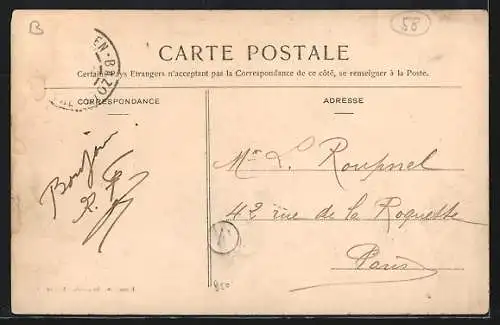 B
58
CARTE POSTALE
Certains Pays Etrangers n'acceptant pas la Correspondance de ce côté, se renseigner à la Poste.
CORRESPONDANCE
ADRESSE
Bonjour
Mr L. Roupnel
42 rue de la Roquette
Paris